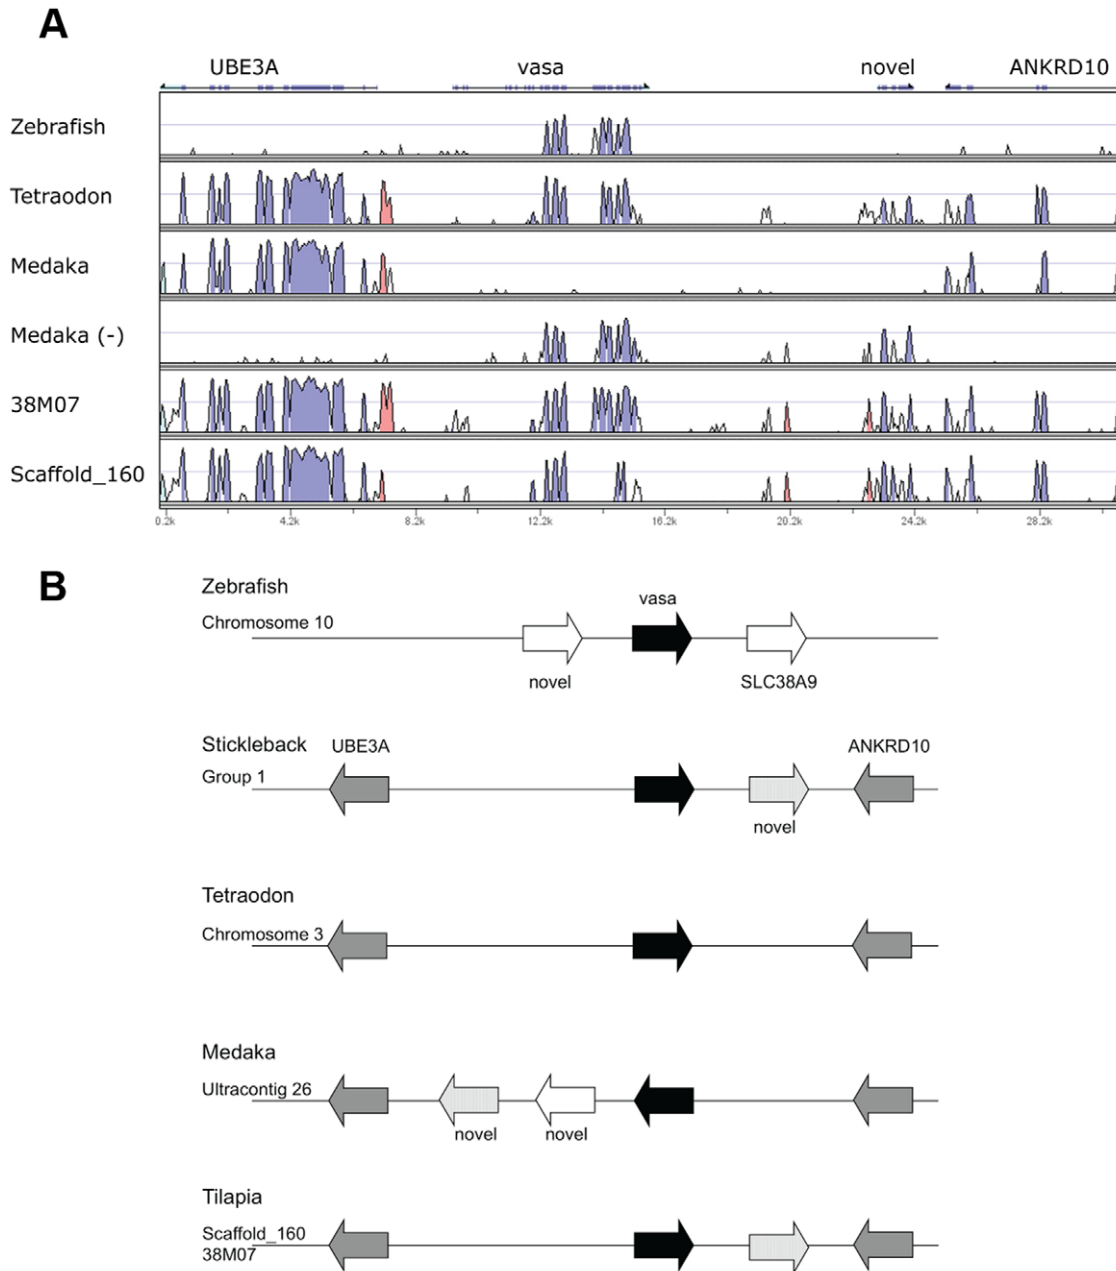 A
UBE3A vasa novel ANKRD10
Zebrafish
Tetraodon
Medaka
Medaka (-)
38M07
Scaffold_160
0.2k 4.2k 8.2k 12.2k 16.2k 20.2k 24.2k 28.2k
B
Zebrafish
vasa
Chromosome 10
novel SLC38A9
Stickleback UBE3A ANKRD10
Group 1
novel
Tetraodon
Chromosome 3
Medaka
Ultracontig 26
novel novel
Tilapia
Scaffold_160
38M07